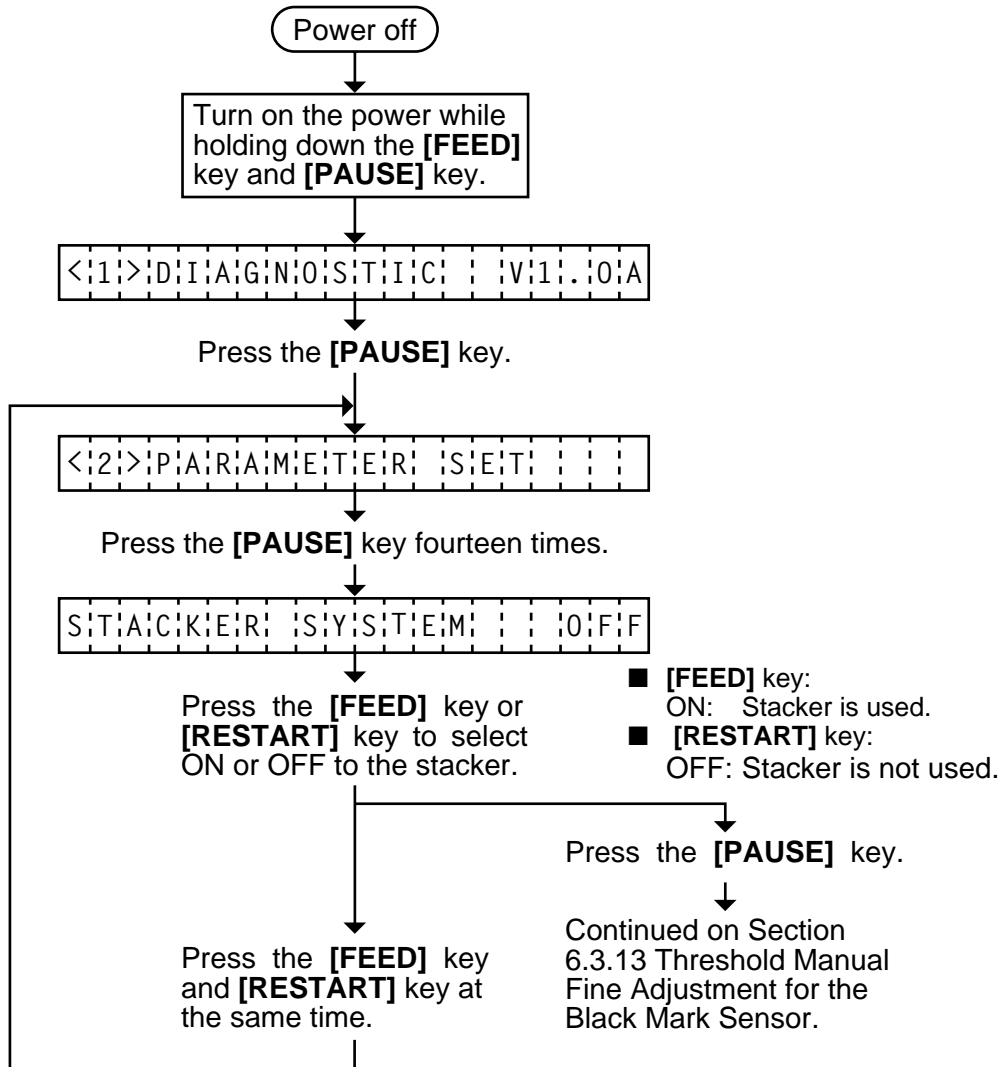 Power off
Turn on the power while
holding down the [FEED]
key and [PAUSE] key.
<1>DIAGNOSTIC  V1.0A
Press the [PAUSE] key.
<2>PARAMETER SET
Press the [PAUSE] key fourteen times.
STACKER SYSTEM   OFF
Press the [FEED] key or
[RESTART] key to select
ON or OFF to the stacker.
■ [FEED] key:
ON: Stacker is used.
■ [RESTART] key:
OFF: Stacker is not used.
Press the [PAUSE] key.
Continued on Section
6.3.13 Threshold Manual
Fine Adjustment for the
Black Mark Sensor.
Press the [FEED] key
and [RESTART] key at
the same time.